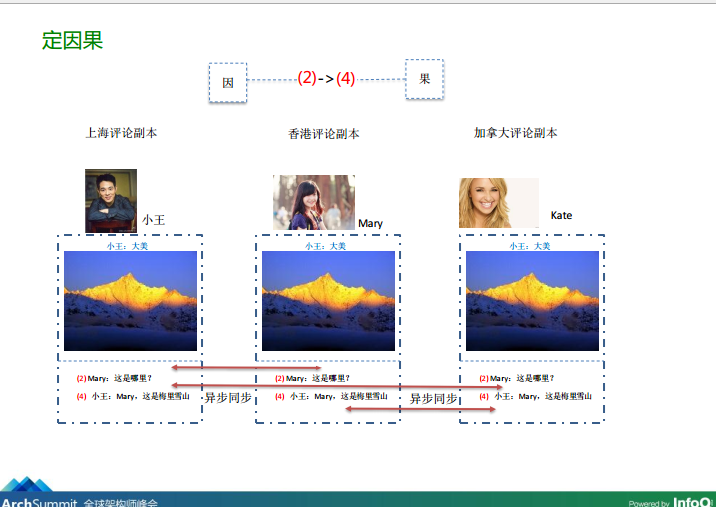 定因果
因
(2)->(4)
果
上海评论副本
香港评论副本
加拿大评论副本
小王
Mary
Kate
小王：大美
小王：大美
小王：大美
(2) Mary：这是哪里？
(2) Mary：这是哪里？
(2) Mary：这是哪里？
(4) 小王：Mary，这是梅里雪山
异步同步
(4) 小王：Mary，这是梅里雪山
异步同步
(4) 小王：Mary，这是梅里雪山
ArchSummit 全球架构师峰会
Powered by InfoQ